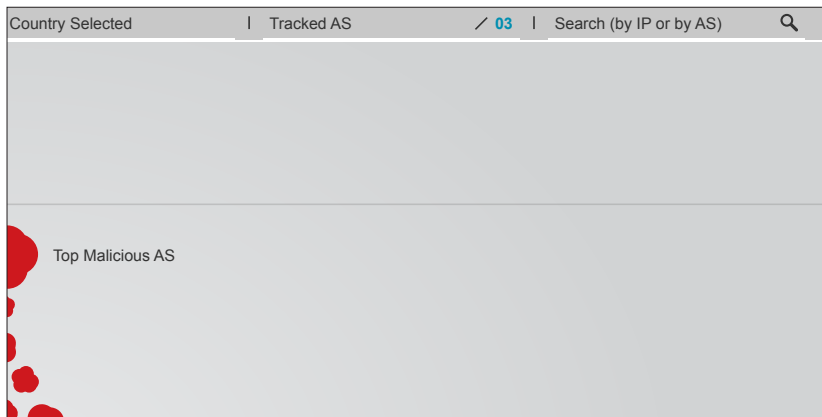 Country Selected | Tracked AS / 03 | Search (by IP or by AS)
Top Malicious AS